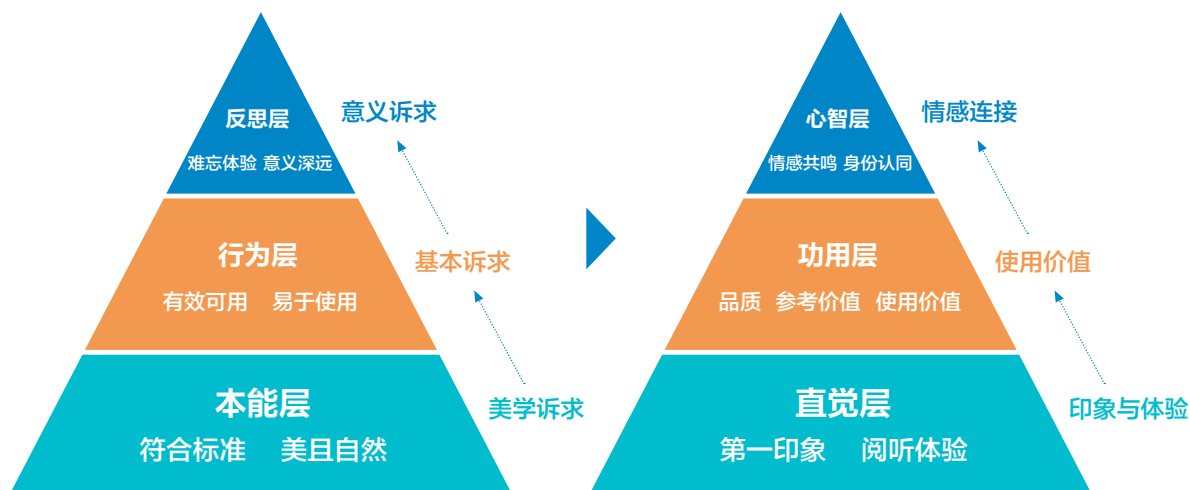 反思层
难忘体验 意义深远
意义诉求
行为层
有效可用 易于使用
基本诉求
本能层
符合标准 美且自然
美学诉求
心智层
情感共鸣 身份认同
情感连接
功用层
品质 参考价值 使用价值
使用价值
直觉层
第一印象 阅听体验
印象与体验